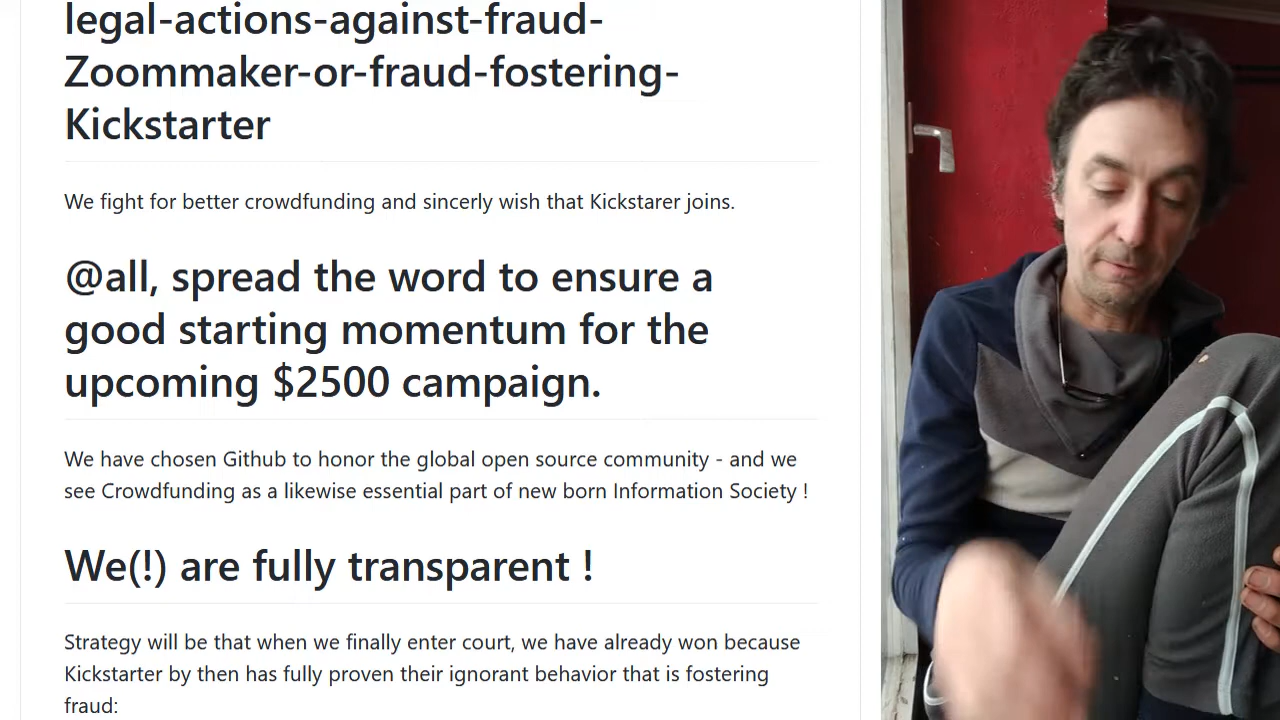 legal-actions-against-fraud-
Zoommaker-or-fraud-fostering-
Kickstarter
We fight for better crowdfunding and sincerly wish that Kickstarer joins.
@all, spread the word to ensure a
good starting momentum for the
upcoming $2500 campaign.
We have chosen Github to honor the global open source community - and we
see Crowdfunding as a likewise essential part of new born Information Society !
We(!) are fully transparent !
Strategy will be that when we finally enter court, we have already won because
Kickstarter by then has fully proven their ignorant behavior that is fostering
fraud: